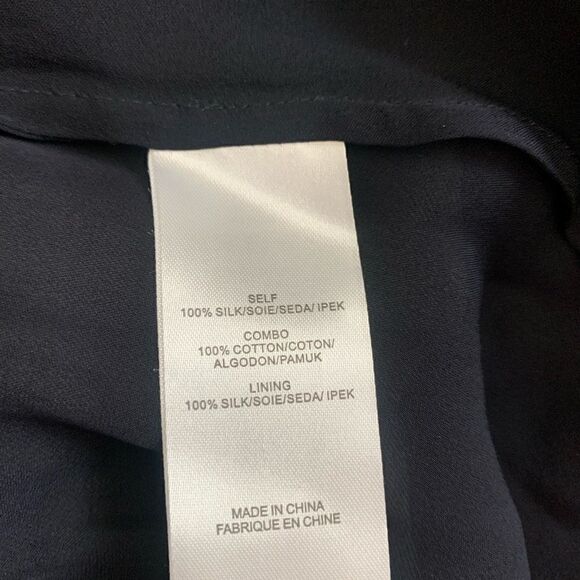 SELF
100% SILK/SOIE/SEDA/ IPEK
COMBO
100% COTTON/COTON/
ALGODON/PAMUK
LINING
100% SILK/SOIE/SEDA/ IPEK
MADE IN CHINA
FABRIQUE EN CHINE